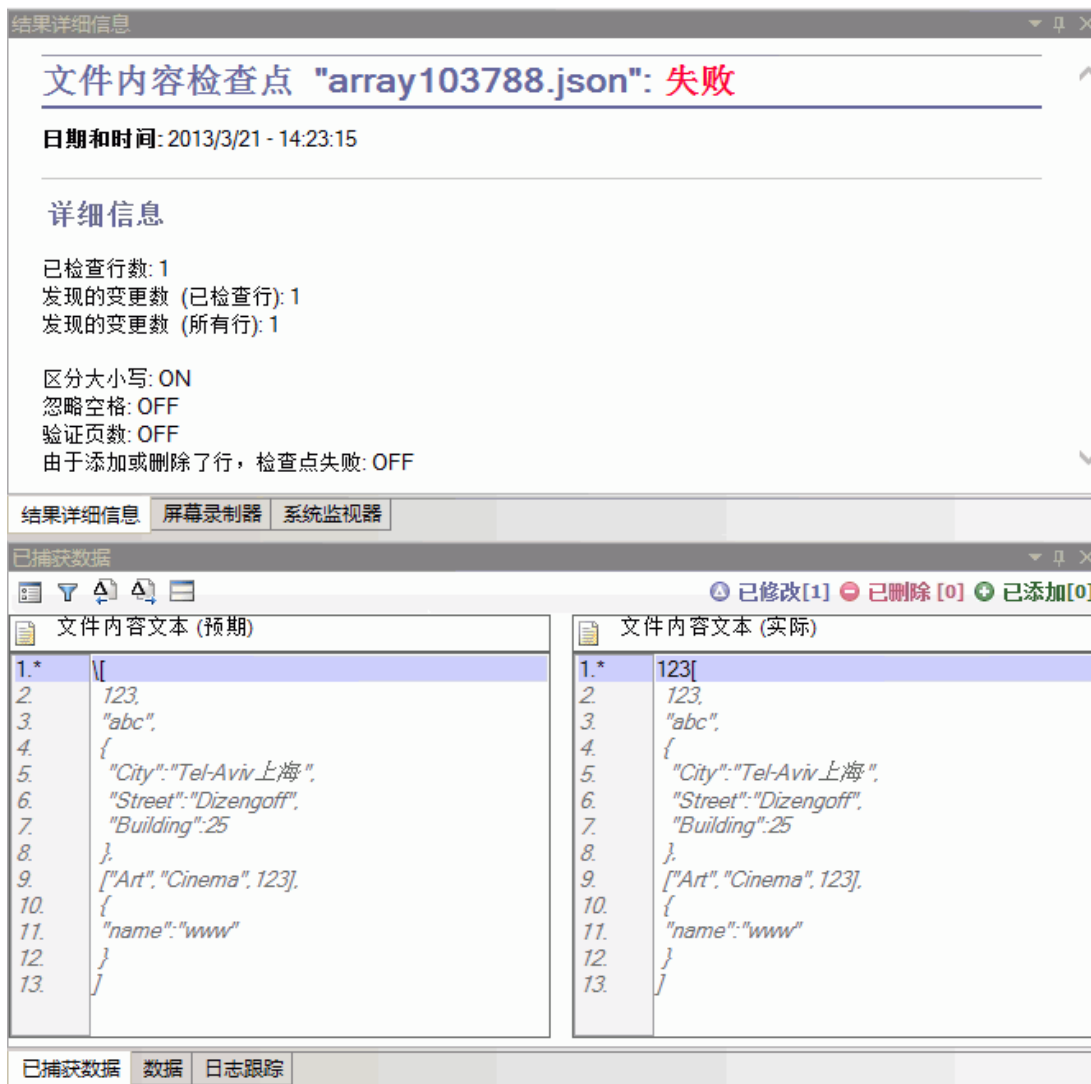 结果详细信息
文件内容检查点 "array103788.json": 失败
日期和时间: 2013/3/21 - 14:23:15
详细信息
已检查行数: 1
发现的变更数 (已检查行): 1
发现的变更数 (所有行): 1
区分大小写: ON
忽略空格: OFF
验证页数: OFF
由于添加或删除了行，检查点失败: OFF
结果详细信息 屏幕录制器 系统监视器
已捕获数据
已修改[1] 已删除 [0] 已添加[0]
文件内容文本 (预期)
1.* \[
2. 123,
3. "abc",
4. {
5. "City":"Tel-Aviv上海",
6. "Street":"Dizengoff",
7. "Building":25
8. },
9. ["Art","Cinema",123],
10. {
11. "name":"www"
12. }
13. ]
文件内容文本 (实际)
1.* 123[
2. 123,
3. "abc",
4. {
5. "City":"Tel-Aviv上海",
6. "Street":"Dizengoff",
7. "Building":25
8. },
9. ["Art","Cinema",123],
10. {
11. "name":"www"
12. }
13. ]
已捕获数据 数据 日志跟踪